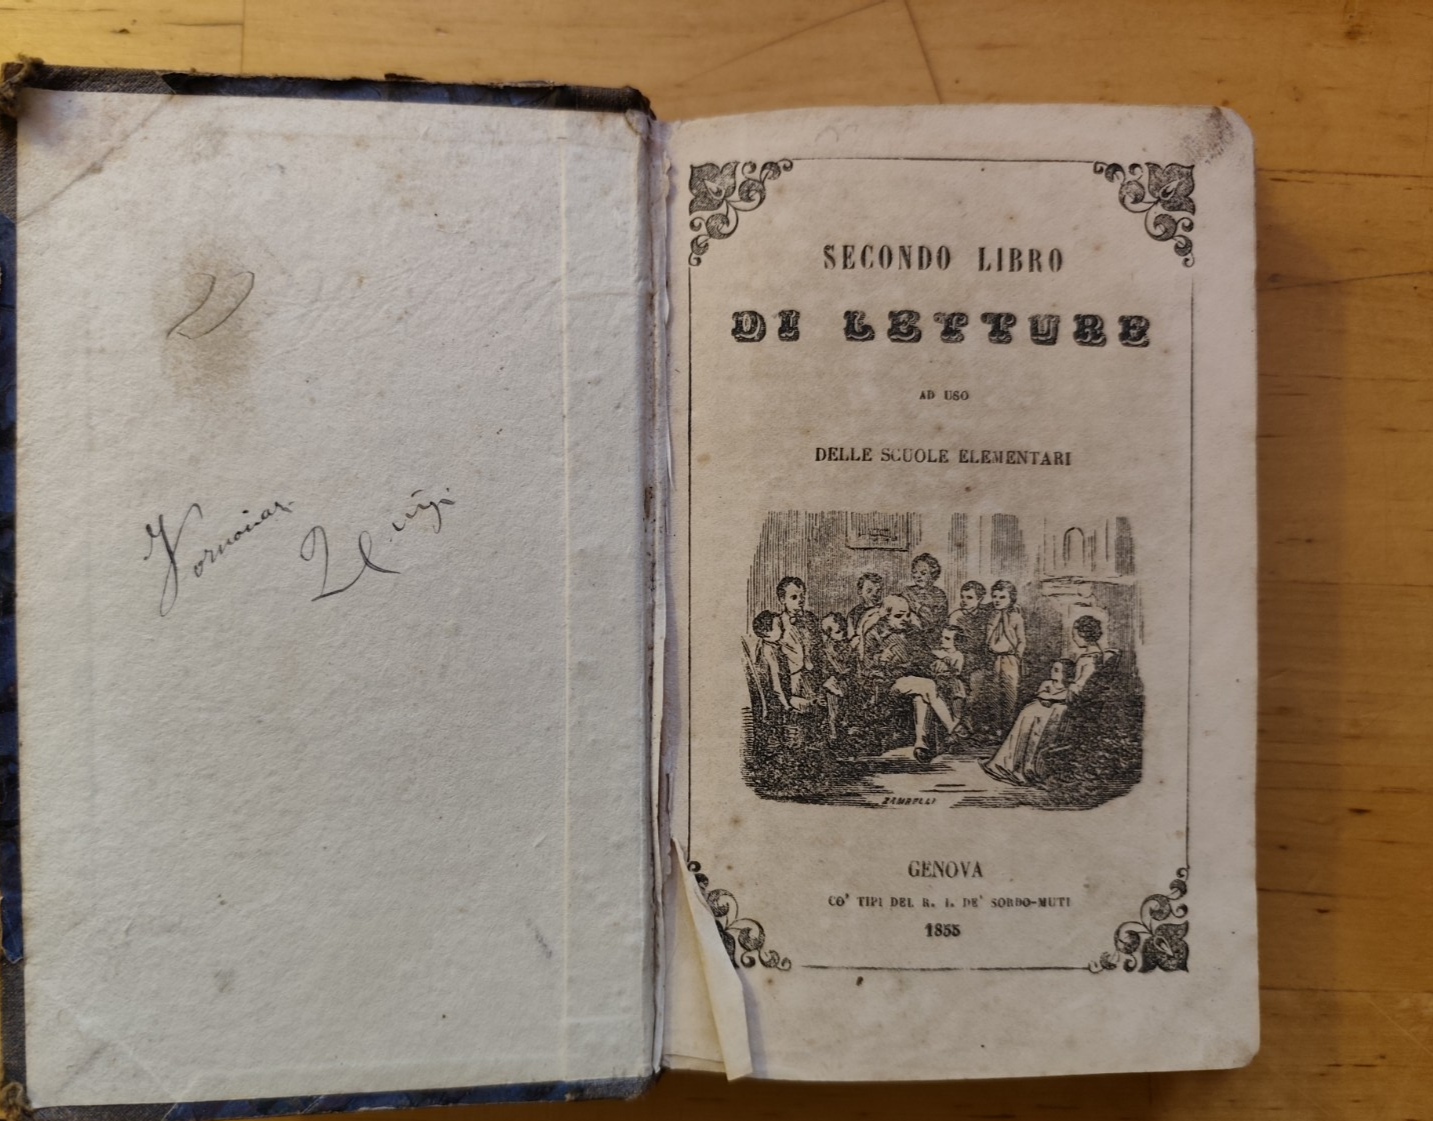 SECONDO LIBRO
DI LETTURE
AD USO
DELLE SCUOLE ELEMENTARI
ZAMBELLI
GENOVA
CO' TIPI DEL R. I. DE' SORDO-MUTI
1855